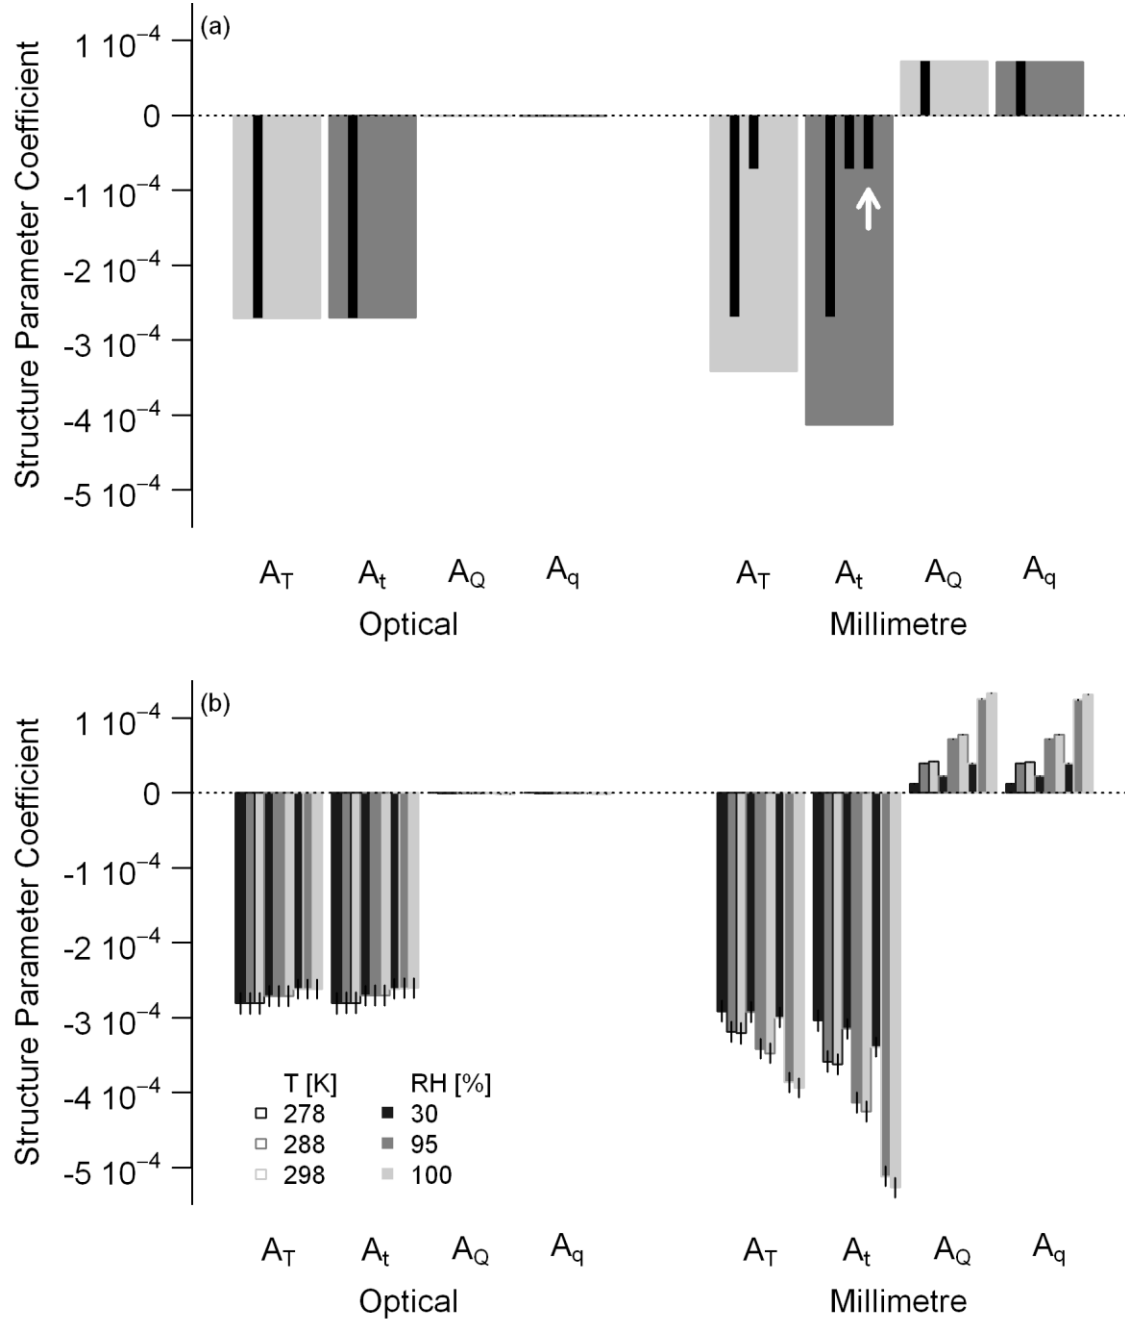 (a)
Structure Parameter Coefficient
1 10⁻⁴
0
-1 10⁻⁴
-2 10⁻⁴
-3 10⁻⁴
-4 10⁻⁴
-5 10⁻⁴
A_T A_t A_Q A_q A_T A_t A_Q A_q
Optical Millimetre
(b)
Structure Parameter Coefficient
1 10⁻⁴
0
-1 10⁻⁴
-2 10⁻⁴
-3 10⁻⁴
-4 10⁻⁴
-5 10⁻⁴
T [K] RH [%]
278 30
288 95
298 100
A_T A_t A_Q A_q A_T A_t A_Q A_q
Optical Millimetre